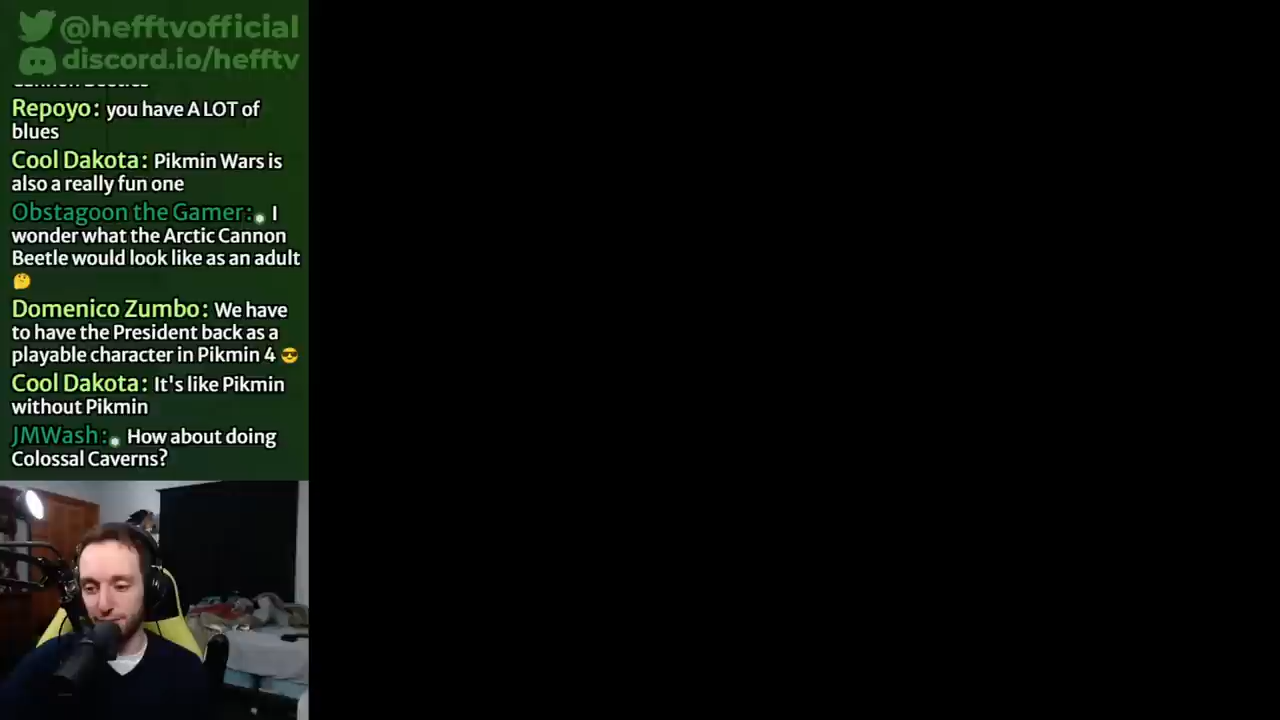 @hefftvofficial
discord.io/hefftv
Repoyo: you have A LOT of
blues
Cool Dakota: Pikmin Wars is
also a really fun one
Obstagoon the Gamer: I
wonder what the Arctic Cannon
Beetle would look like as an adult
🤔
Domenico Zumbo: We have
to have the President back as a
playable character in Pikmin 4 😎
Cool Dakota: It's like Pikmin
without Pikmin
JMWash: How about doing
Colossal Caverns?